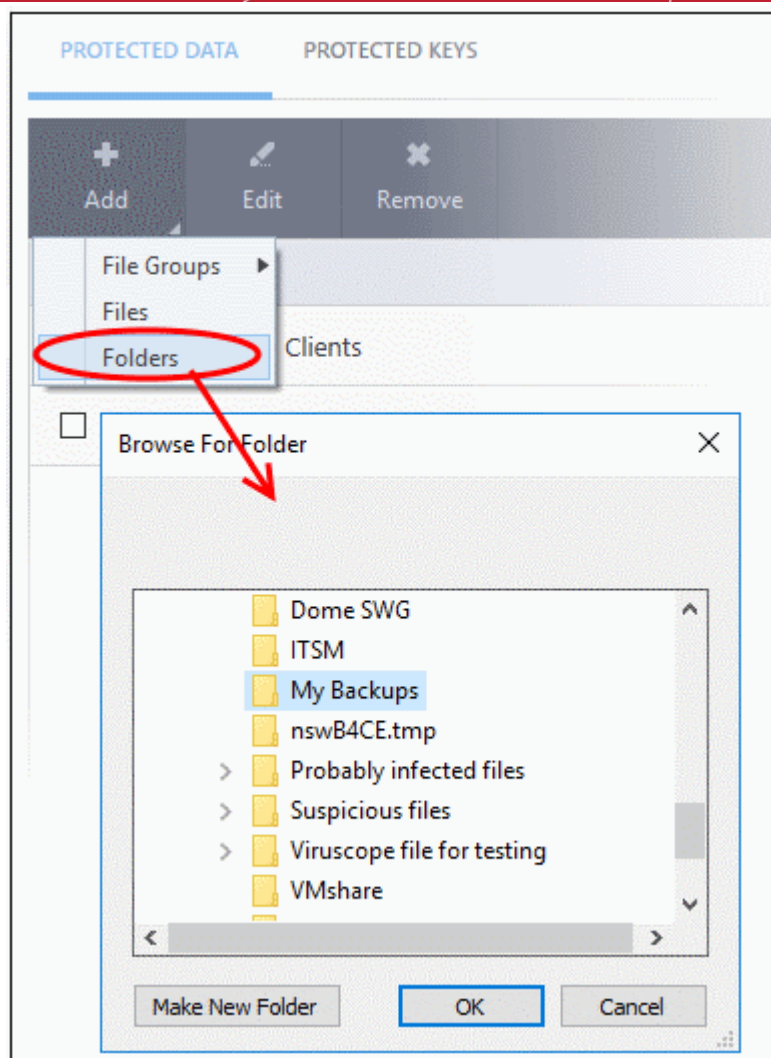 PROTECTED DATA PROTECTED KEYS
Add Edit Remove
File Groups
Files
Folders
Clients
Browse For Folder
Dome SWG
ITSM
My Backups
nswB4CE.tmp
Probably infected files
Suspicious files
Viruscope file for testing
VMshare
Make New Folder OK Cancel